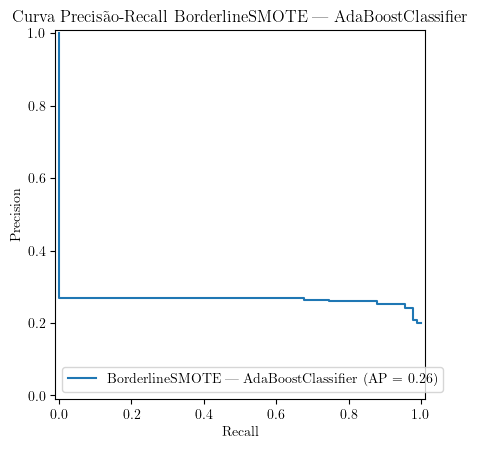 Curva Precisão-Recall BorderlineSMOTE — AdaBoostClassifier
1.0
0.8
0.6
0.4
0.2
0.0
Precision
BorderlineSMOTE — AdaBoostClassifier (AP = 0.26)
0.0 0.2 0.4 0.6 0.8 1.0
Recall